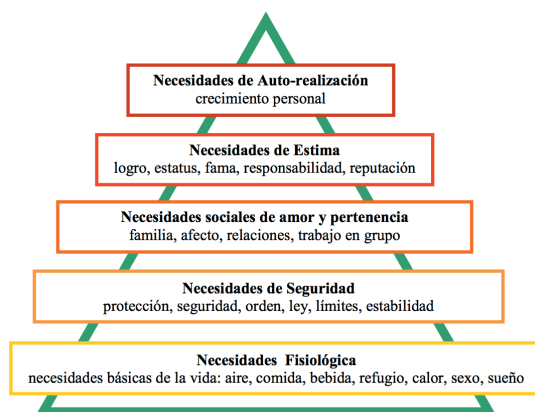 Necesidades de Auto-realización
crecimiento personal
Necesidades de Estima
logro, estatus, fama, responsabilidad, reputación
Necesidades sociales de amor y pertenencia
familia, afecto, relaciones, trabajo en grupo
Necesidades de Seguridad
protección, seguridad, orden, ley, límites, estabilidad
Necesidades Fisiológica
necesidades básicas de la vida: aire, comida, bebida, refugio, calor, sexo, sueño